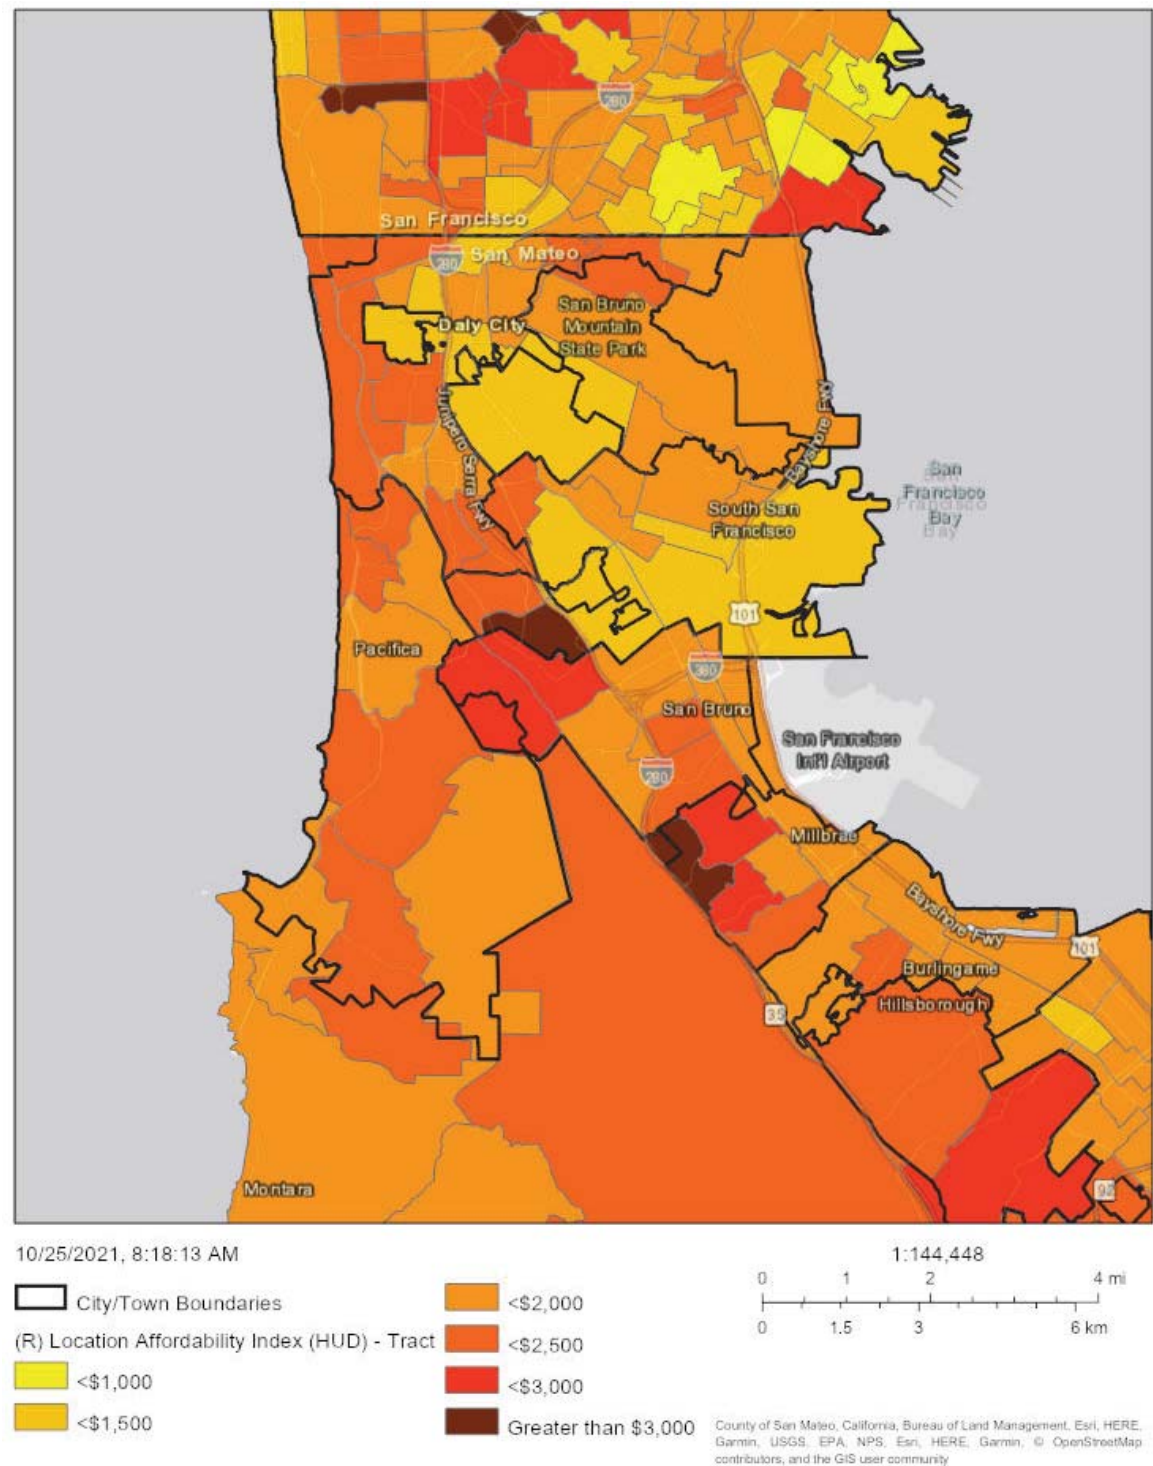 280
San Francisco
280
San Mateo
San Bruno
Mountain
State Park
Daly City
Junipero Serra Fwy
Bayshore Fwy
San
Francisco
Bay
South San
Francisco
101
Pacifica
380
San Bruno
San Francisco
Int'l Airport
280
Millbrae
Bayshore Fwy
101
Burlingame
Hillsborough
35
Montara
92
10/25/2021, 8:18:13 AM
1:144,448
0 1 2 4 mi
0 1.5 3 6 km
City/Town Boundaries
(R) Location Affordability Index (HUD) - Tract
<$1,000
<$1,500
<$2,000
<$2,500
<$3,000
Greater than $3,000
County of San Mateo, California, Bureau of Land Management, Esri, HERE,
Garmin, USGS, EPA, NPS, Esri, HERE, Garmin, © OpenStreetMap
contributors, and the GIS user community